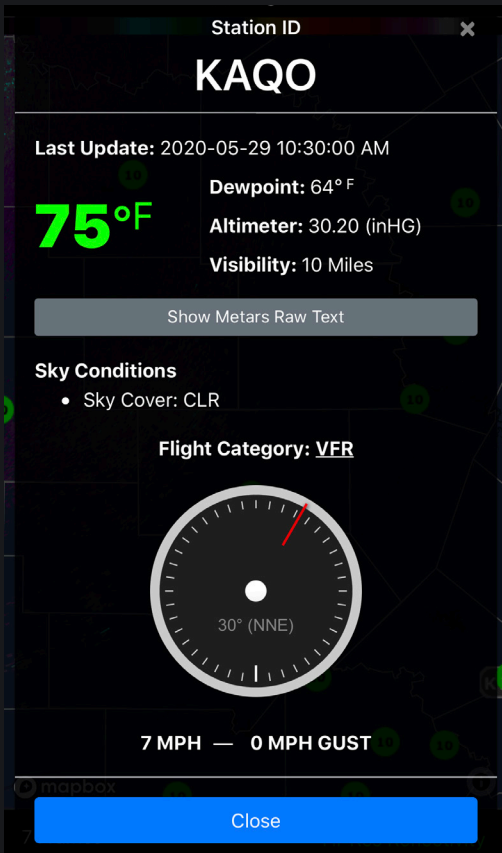 Station ID
×
KAQO
Last Update: 2020-05-29 10:30:00 AM
75°F
Dewpoint: 64° F
Altimeter: 30.20 (inHG)
Visibility: 10 Miles
Show Metars Raw Text
Sky Conditions
• Sky Cover: CLR
Flight Category: VFR
30° (NNE)
7 MPH — 0 MPH GUST
mapbox
Close